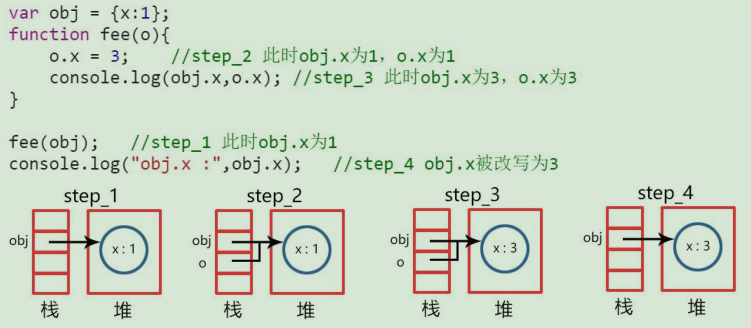 var obj = {x:1};
function fee(o){
    o.x = 3;     //step_2 此时obj.x为1，o.x为1
    console.log(obj.x,o.x); //step_3 此时obj.x为3，o.x为3
}
fee(obj);   //step_1 此时obj.x为1
console.log("obj.x :",obj.x);   //step_4 obj.x被改写为3
step_1 step_2 step_3 step_4
obj x : 1 obj x : 1 obj x : 3 obj x : 3
o o
栈 堆 栈 堆 栈 堆 栈 堆